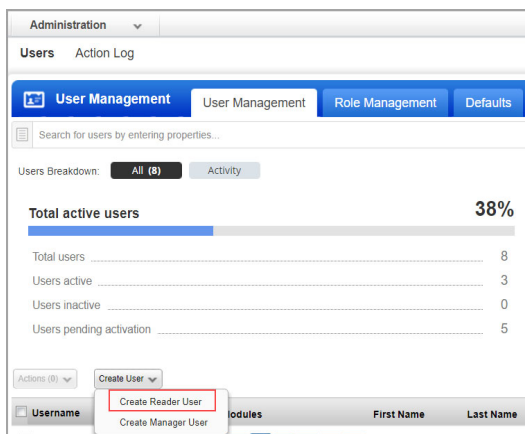 Administration
Users Action Log
User Management User Management Role Management Defaults
Search for users by entering properties...
Users Breakdown: All (8) Activity
Total active users 38%
Total users 8
Users active 3
Users inactive 0
Users pending activation 5
Actions (0) Create User
Create Reader User
Username odules First Name Last Name
Create Manager User